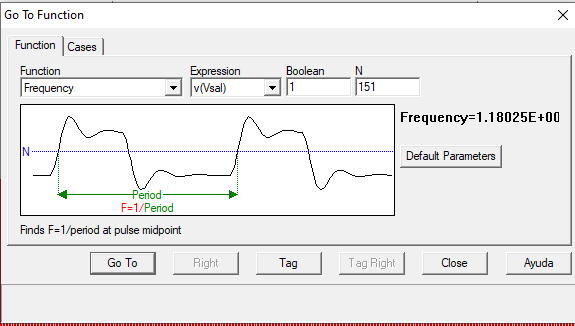 Go To Function
Function Cases
Function Expression Boolean N
Frequency v(Vsal) 1 151
Frequency=1.18025E+00
N
Default Parameters
Period
F=1/Period
Finds F=1/period at pulse midpoint
Go To Right Tag Tag Right Close Ayuda